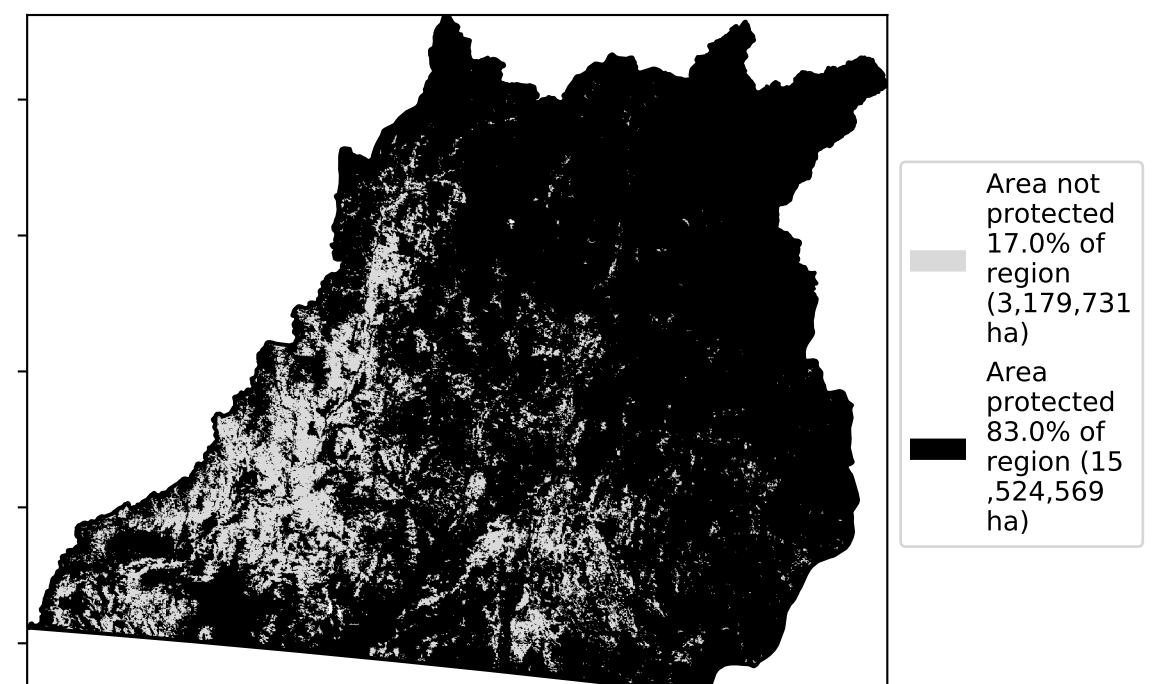 Area not
protected
17.0% of
region
(3,179,731
ha)
Area
protected
83.0% of
region (15
,524,569
ha)